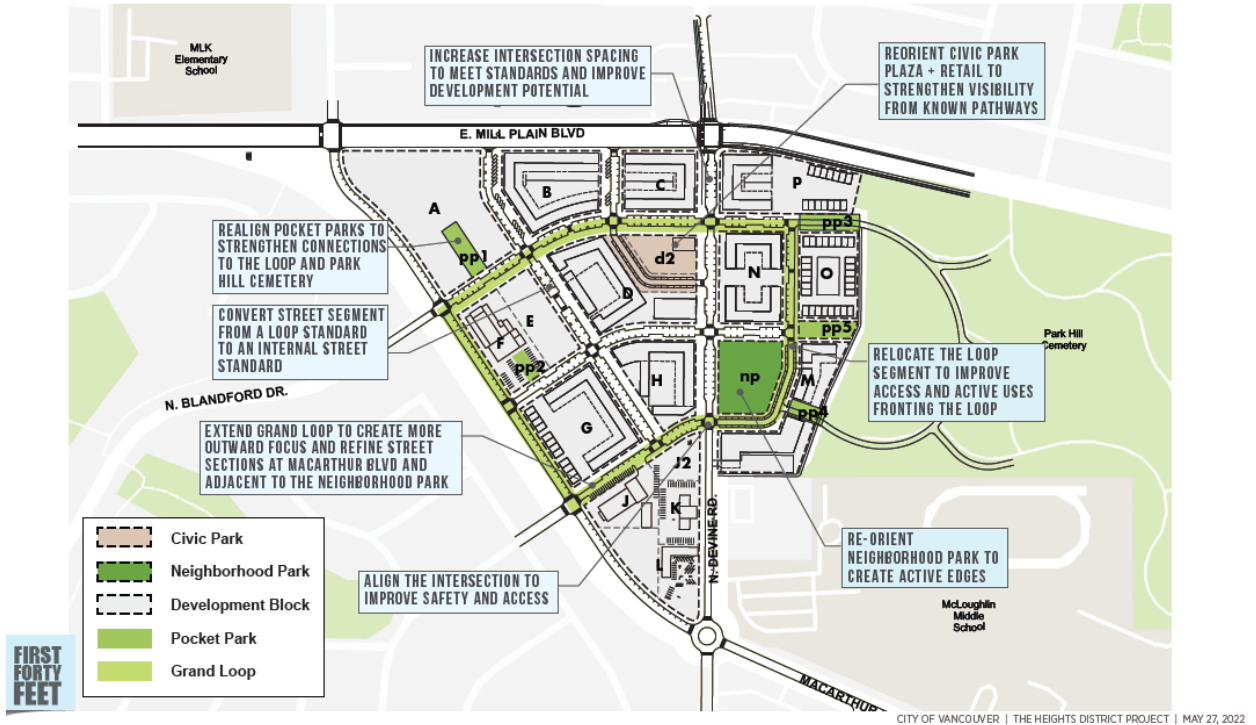 MLK
Elementary
School
INCREASE INTERSECTION SPACING
TO MEET STANDARDS AND IMPROVE
DEVELOPMENT POTENTIAL
REORIENT CIVIC PARK
PLAZA + RETAIL TO
STRENGTHEN VISIBILITY
FROM KNOWN PATHWAYS
E. MILL PLAIN BLVD
A
B
C
P
REALIGN POCKET PARKS TO
STRENGTHEN CONNECTIONS
TO THE LOOP AND PARK
HILL CEMETERY
pp1
pp3
d2
N
O
D
CONVERT STREET SEGMENT
FROM A LOOP STANDARD
TO AN INTERNAL STREET
STANDARD
E
F
pp2
pp5
Park Hill
Cemetery
H
np
M
pp4
RELOCATE THE LOOP
SEGMENT TO IMPROVE
ACCESS AND ACTIVE USES
FRONTING THE LOOP
N. BLANDFORD DR.
G
EXTEND GRAND LOOP TO CREATE MORE
OUTWARD FOCUS AND REFINE STREET
SECTIONS AT MACARTHUR BLVD AND
ADJACENT TO THE NEIGHBORHOOD PARK
J2
J
K
L
N. DEVINE RD.
RE-ORIENT
NEIGHBORHOOD PARK TO
CREATE ACTIVE EDGES
ALIGN THE INTERSECTION TO
IMPROVE SAFETY AND ACCESS
McLoughlin
Middle
School
MACARTHUR
Civic Park
Neighborhood Park
Development Block
Pocket Park
Grand Loop
FIRST
FORTY
FEET
CITY OF VANCOUVER | THE HEIGHTS DISTRICT PROJECT | MAY 27, 2022